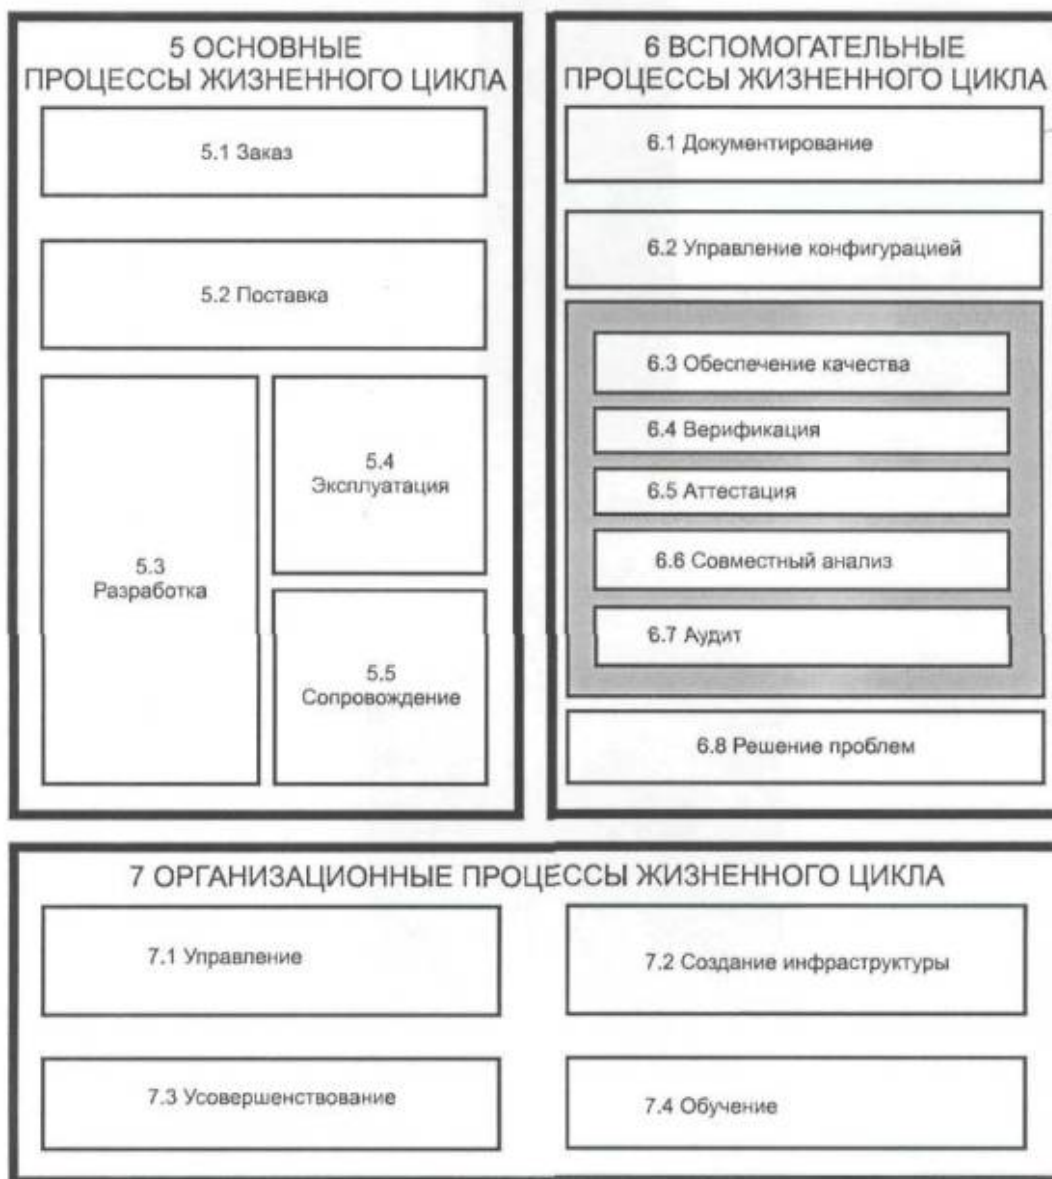 5 ОСНОВНЫЕ
ПРОЦЕССЫ ЖИЗНЕННОГО ЦИКЛА
5.1 Заказ
5.2 Поставка
5.3
Разработка
5.4
Эксплуатация
5.5
Сопровождение
6 ВСПОМОГАТЕЛЬНЫЕ
ПРОЦЕССЫ ЖИЗНЕННОГО ЦИКЛА
6.1 Документирование
6.2 Управление конфигурацией
6.3 Обеспечение качества
6.4 Верификация
6.5 Аттестация
6.6 Совместный анализ
6.7 Аудит
6.8 Решение проблем
7 ОРГАНИЗАЦИОННЫЕ ПРОЦЕССЫ ЖИЗНЕННОГО ЦИКЛА
7.1 Управление
7.2 Создание инфраструктуры
7.3 Усовершенствование
7.4 Обучение